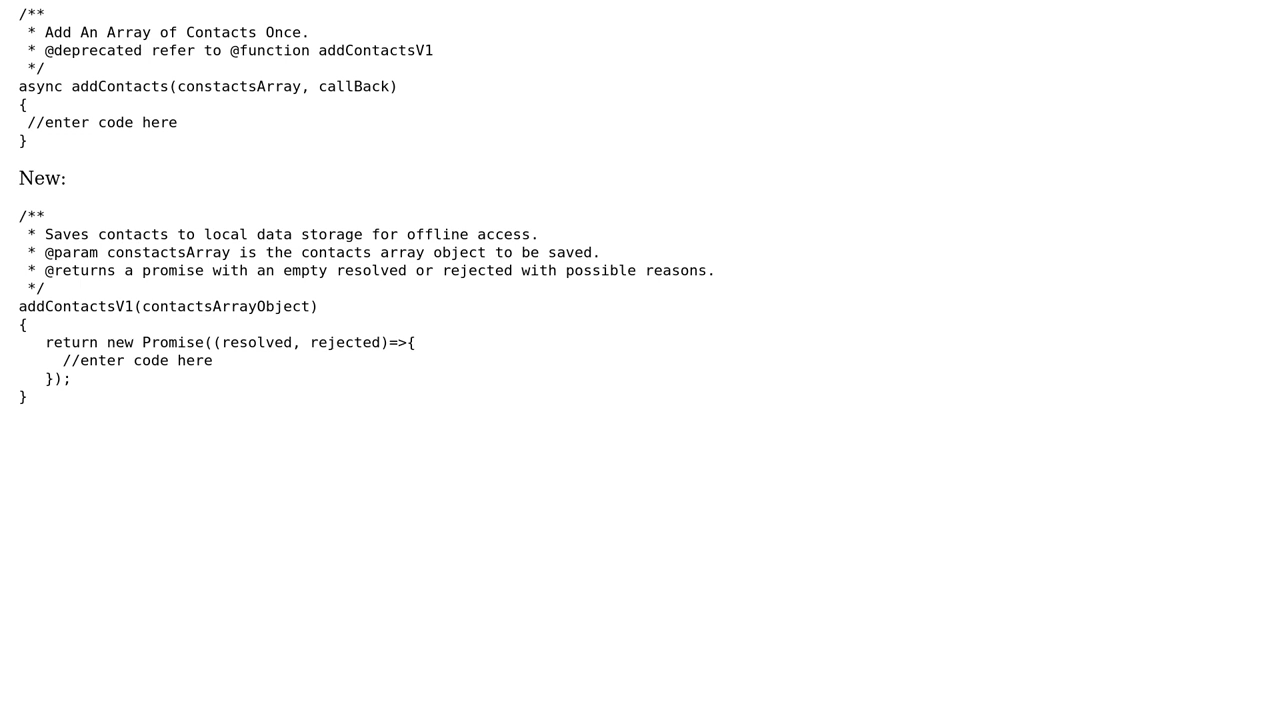 /**
 * Add An Array of Contacts Once.
 * @deprecated refer to @function addContactsV1
 */
async addContacts(constactsArray, callBack)
{
 //enter code here
}
New:
/**
 * Saves contacts to local data storage for offline access.
 * @param constactsArray is the contacts array object to be saved.
 * @returns a promise with an empty resolved or rejected with possible reasons.
 */
addContactsV1(contactsArrayObject)
{
   return new Promise((resolved, rejected)=>{
     //enter code here
   });
}